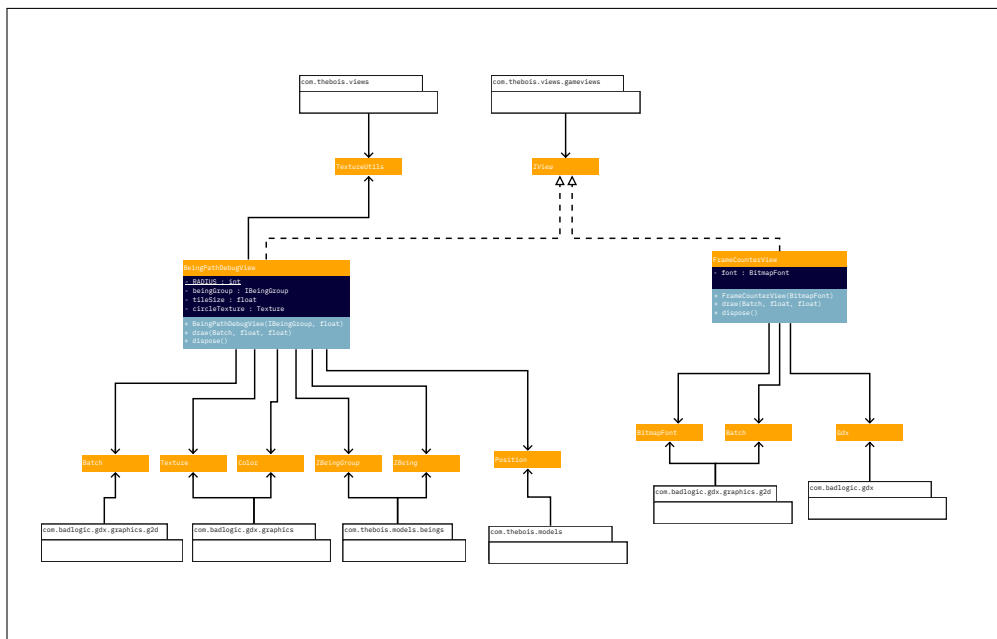 com.thebois.views
com.thebois.views.gameviews
TextureUtils
IView
BeingPathDebugView
- RADIUS : int
- beingGroup : IBeingGroup
- tileSize : float
- circleTexture : Texture
+ BeingPathDebugView(IBeingGroup, float)
+ draw(Batch, float, float)
+ dispose()
FrameCounterView
- font : BitmapFont
+ FrameCounterView(BitmapFont)
+ draw(Batch, float, float)
+ dispose()
BitmapFont
Batch
Gdx
Batch
Texture
Color
IBeingGroup
IBeing
Position
com.badlogic.gdx.graphics.g2d
com.badlogic.gdx
com.badlogic.gdx.graphics.g2d
com.badlogic.gdx.graphics
com.thebois.models.beings
com.thebois.models